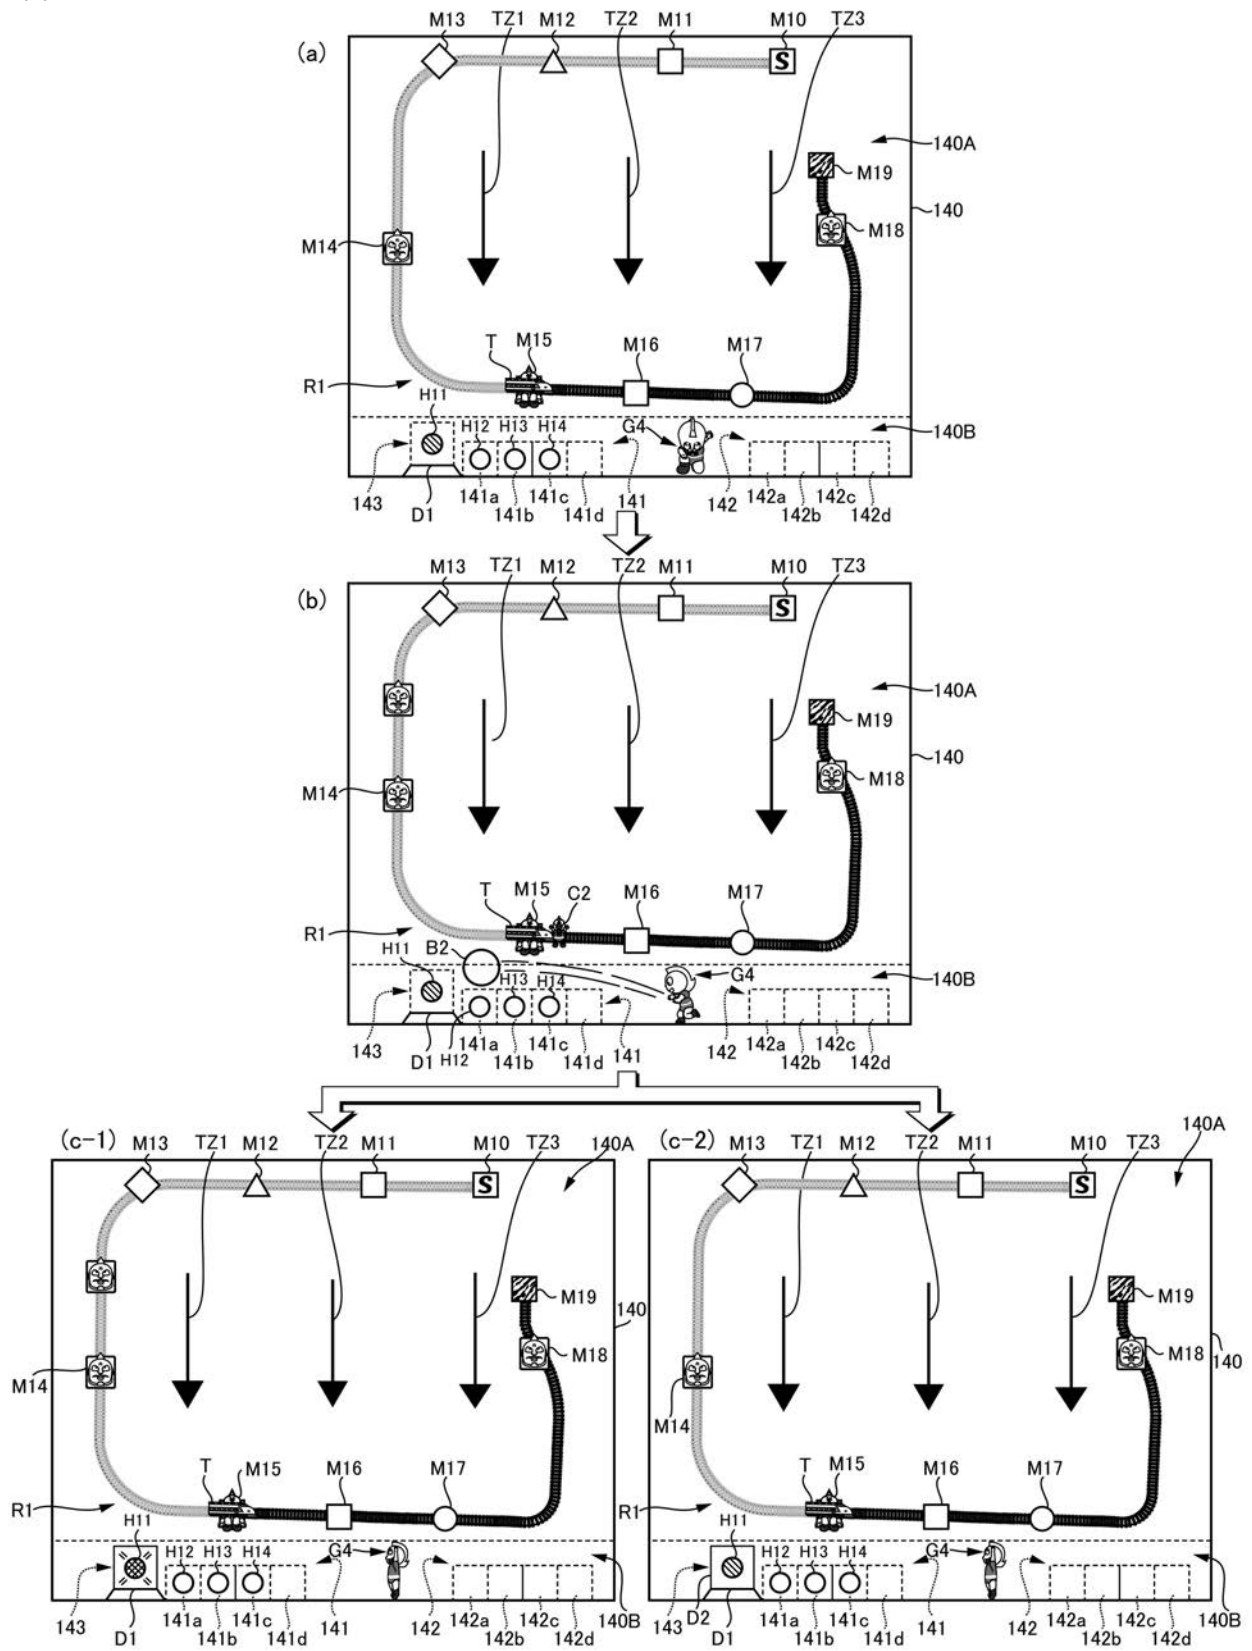 M13 TZ1 M12 TZ2 M11 M10 TZ3
(a)
S
140A
M19
140
M14 M18
T M15 M16 M17
R1
H11
H12 H13 H14 G4 140B
143 141a 141c 141 142 142a 142c
D1 141b 141d 142b 142d
M13 TZ1 M12 TZ2 M11 M10 TZ3
(b)
S
140A
M19
140
M14 M18
T M15 C2 M16 M17
R1
H11 B2
H13 H14 G4 140B
143 D1 H12 141a 141b 141c 141d 141 142 142a 142b 142c 142d
(c-1) M13 TZ1 M12 TZ2 M11 M10 TZ3 140A
S
M19
140
M14 M18
T M15 M16 M17
R1
H11
H12 H13 H14 G4
143 141a 141c 141 142 142a 142c 140B
D1 141b 141d 142b 142d
(c-2) M13 TZ1 M12 TZ2 M11 M10 TZ3 140A
S
M19
140
M14 M18
T M15 M16 M17
R1
H11
H12 H13 H14 G4
143 D2 141a 141c 141 142 142a 142c 140B
D1 141b 141d 142b 142d